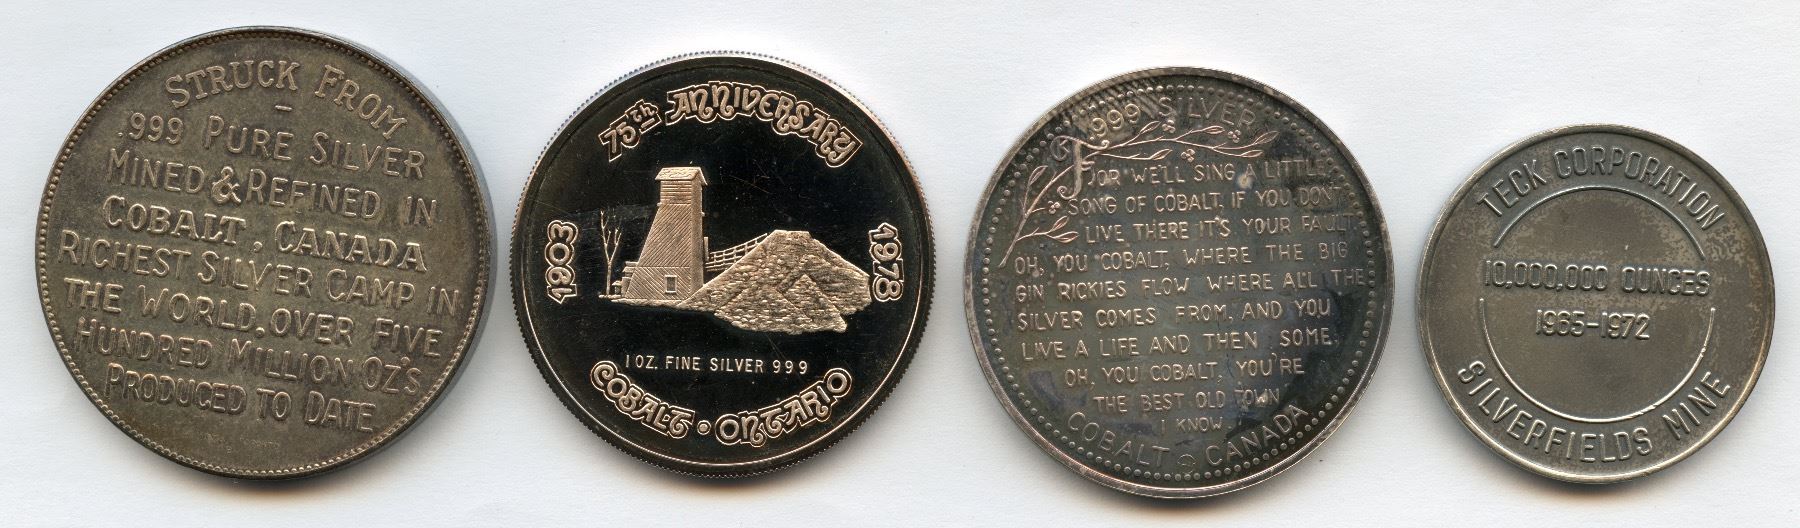 STRUCK FROM
.999 PURE SILVER
MINED & REFINED IN
COBALT, CANADA
RICHEST SILVER CAMP IN
THE WORLD. OVER FIVE
HUNDRED MILLION OZ'S
PRODUCED TO DATE
75th ANNIVERSARY
1903
1978
1 OZ. FINE SILVER 999
COBALT • ONTARIO
.999 SILVER
FOR WE'LL SING A LITTLE
SONG OF COBALT, IF YOU DON'T
LIVE THERE IT'S YOUR FAULT
OH, YOU COBALT, WHERE THE BIG
GIN RICKIES FLOW WHERE ALL THE
SILVER COMES FROM, AND YOU
LIVE A LIFE AND THEN SOME,
OH, YOU COBALT, YOU'RE
THE BEST OLD TOWN
I KNOW
COBALT CANADA
TECK CORPORATION
10,000,000 OUNCES
1965-1972
SILVERFIELDS MINE